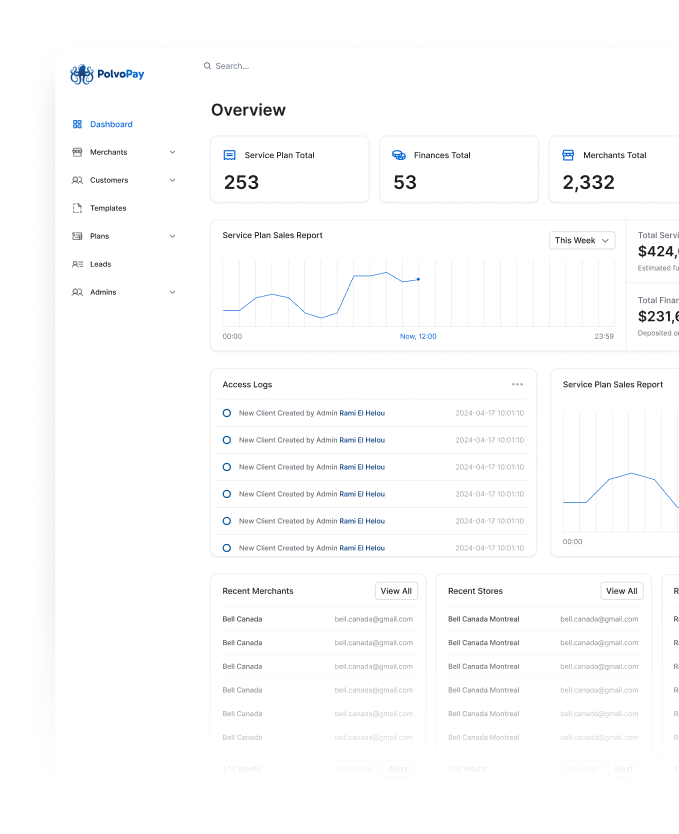 PolvoPay
Search...
Dashboard
Merchants
Customers
Templates
Plans
Leads
Admins
Overview
Service Plan Total
253
Finances Total
53
Merchants Total
2,332
Service Plan Sales Report
This Week
00:00
Now, 12:00
23:59
Total Servi
$424,
Estimated fu
Total Finan
$231,6
Deposited o
Access Logs
New Client Created by Admin Rami El Helou 2024-04-17 10:01:10
New Client Created by Admin Rami El Helou 2024-04-17 10:01:10
New Client Created by Admin Rami El Helou 2024-04-17 10:01:10
New Client Created by Admin Rami El Helou 2024-04-17 10:01:10
New Client Created by Admin Rami El Helou 2024-04-17 10:01:10
New Client Created by Admin Rami El Helou 2024-04-17 10:01:10
Service Plan Sales Report
00:00
Recent Merchants View All
Bell Canada bell.canada@gmail.com
Bell Canada bell.canada@gmail.com
Bell Canada bell.canada@gmail.com
Bell Canada bell.canada@gmail.com
Bell Canada bell.canada@gmail.com
Bell Canada bell.canada@gmail.com
results Previous Next
Recent Stores View All
Bell Canada Montreal bell.canada@gmail.com
Bell Canada Montreal bell.canada@gmail.com
Bell Canada Montreal bell.canada@gmail.com
Bell Canada Montreal bell.canada@gmail.com
Bell Canada Montreal bell.canada@gmail.com
Bell Canada Montreal bell.canada@gmail.com
results Previous Next